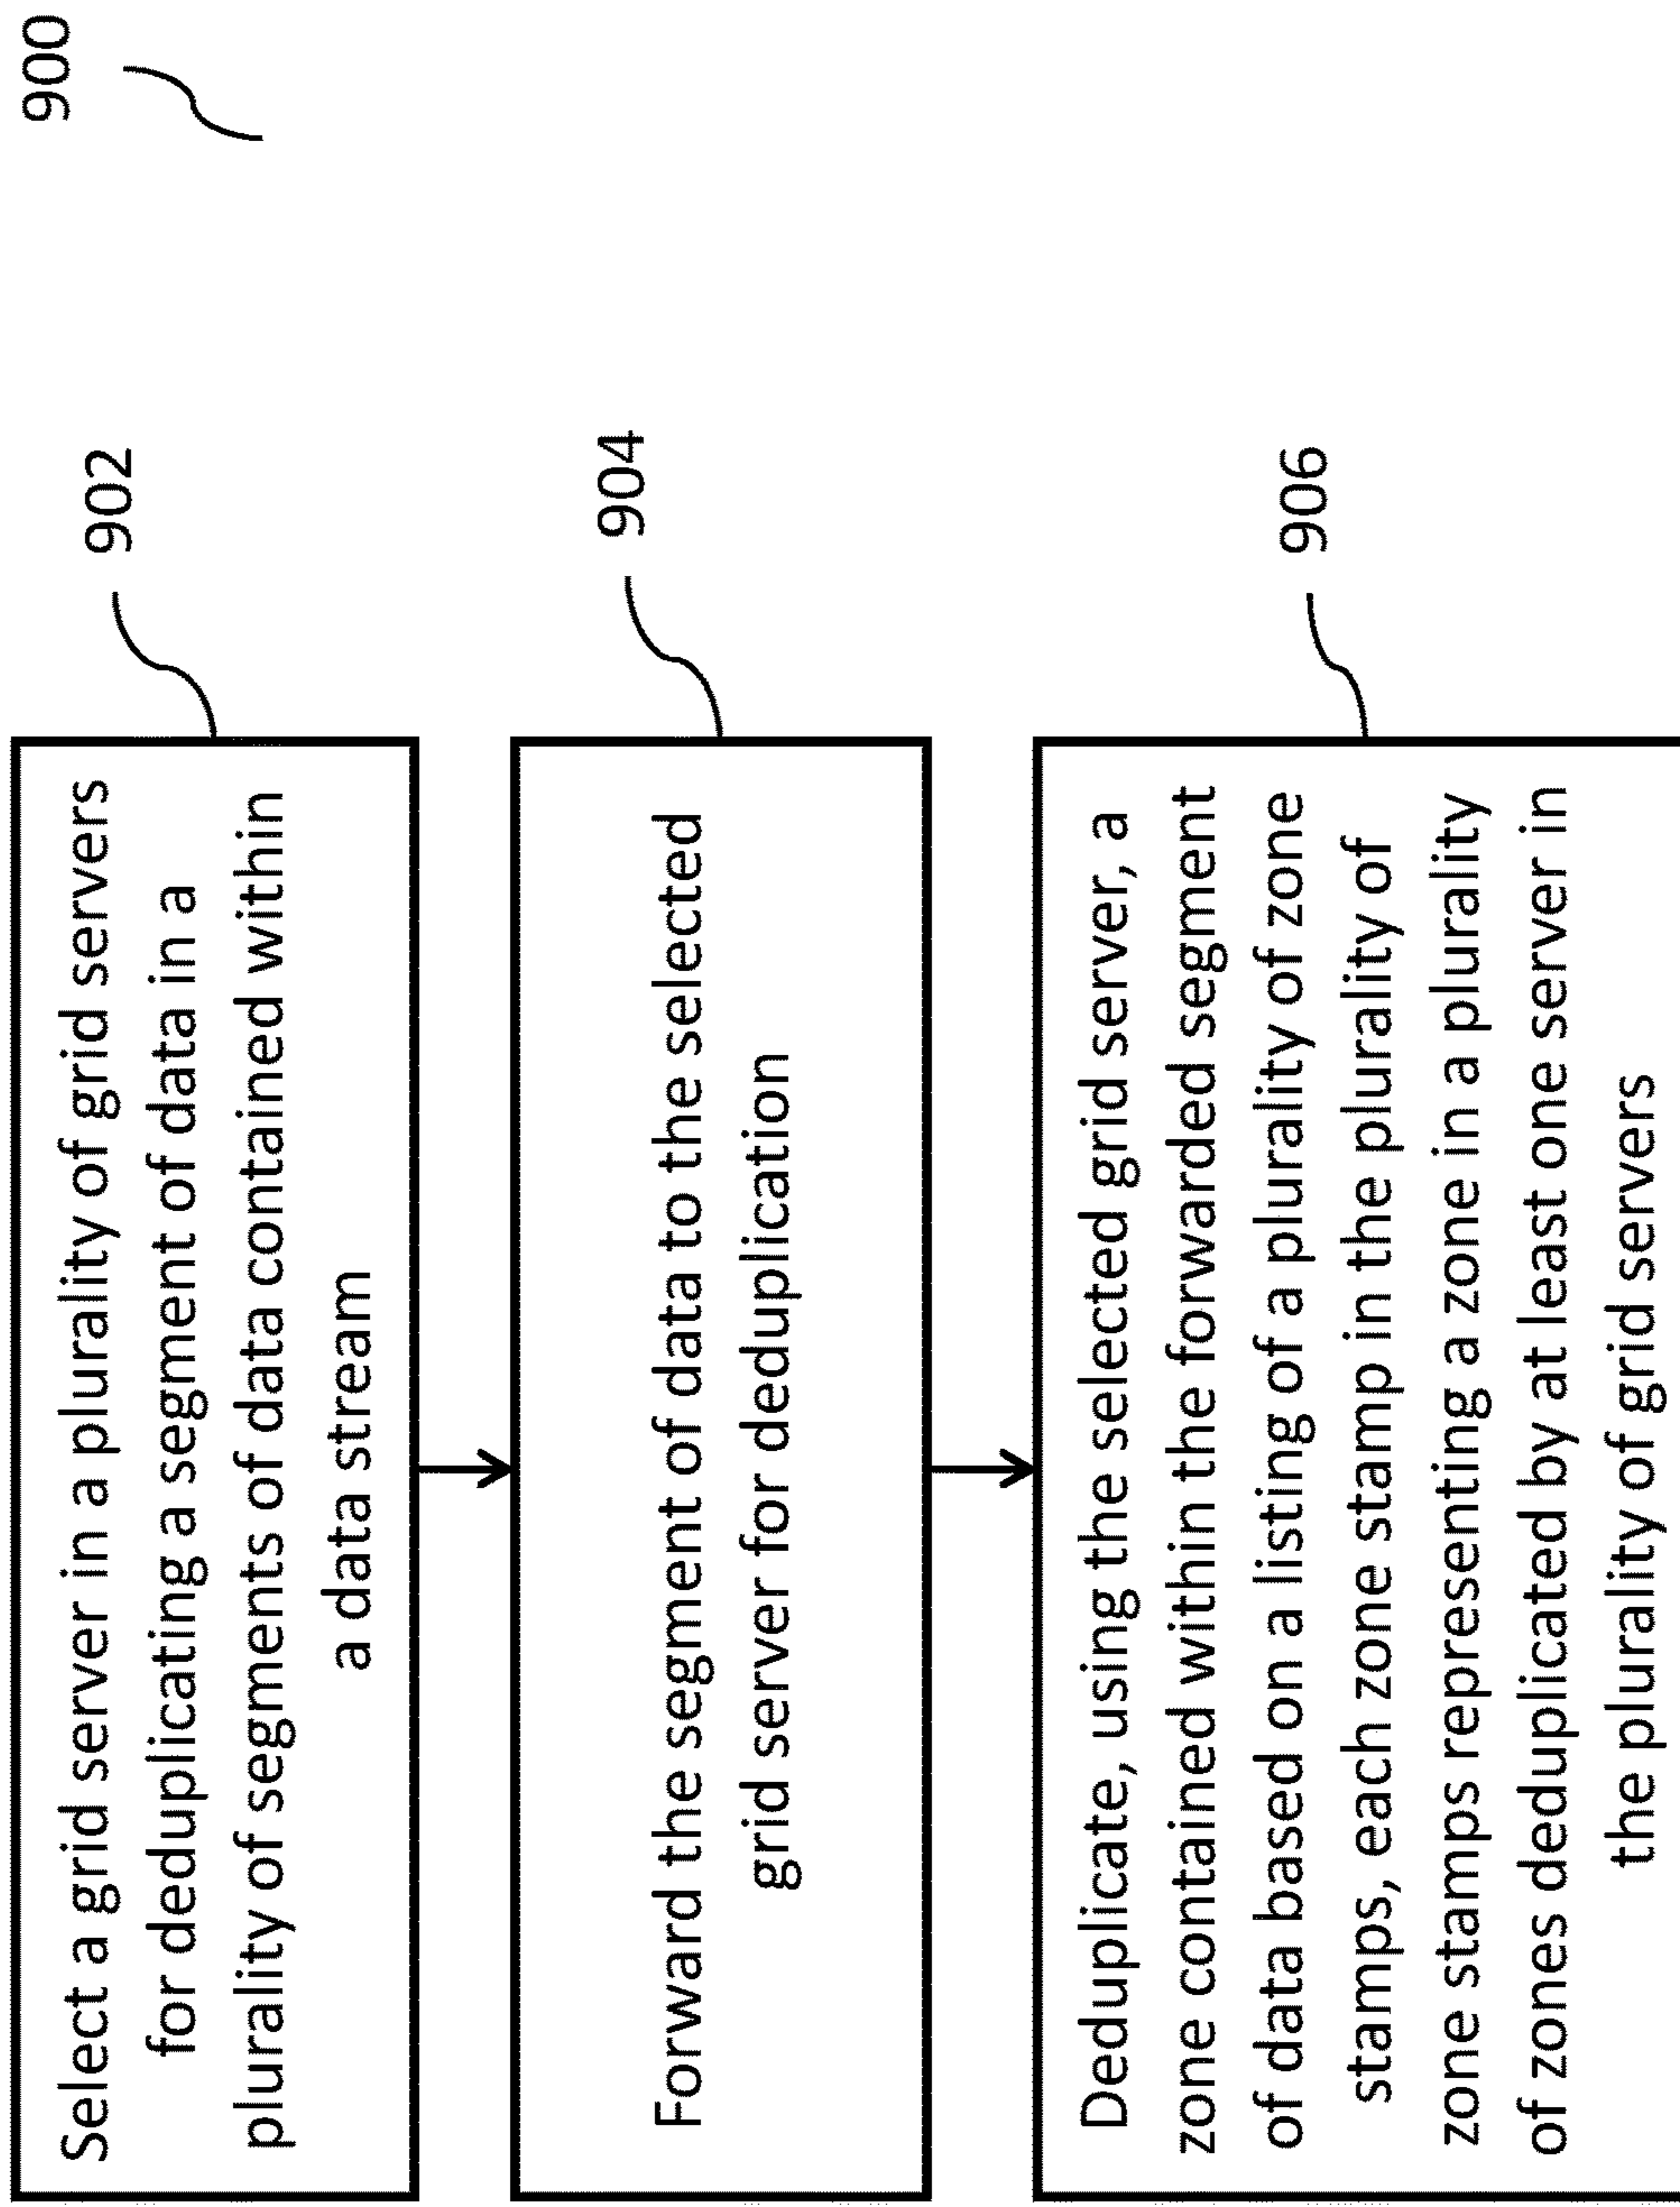 900
902
Select a grid server in a plurality of grid servers
for deduplicating a segment of data in a
plurality of segments of data contained within
a data stream
904
Forward the segment of data to the selected
grid server for deduplication
906
Deduplicate, using the selected grid server, a
zone contained within the forwarded segment
of data based on a listing of a plurality of zone
stamps, each zone stamp in the plurality of
zone stamps representing a zone in a plurality
of zones deduplicated by at least one server in
the plurality of grid servers